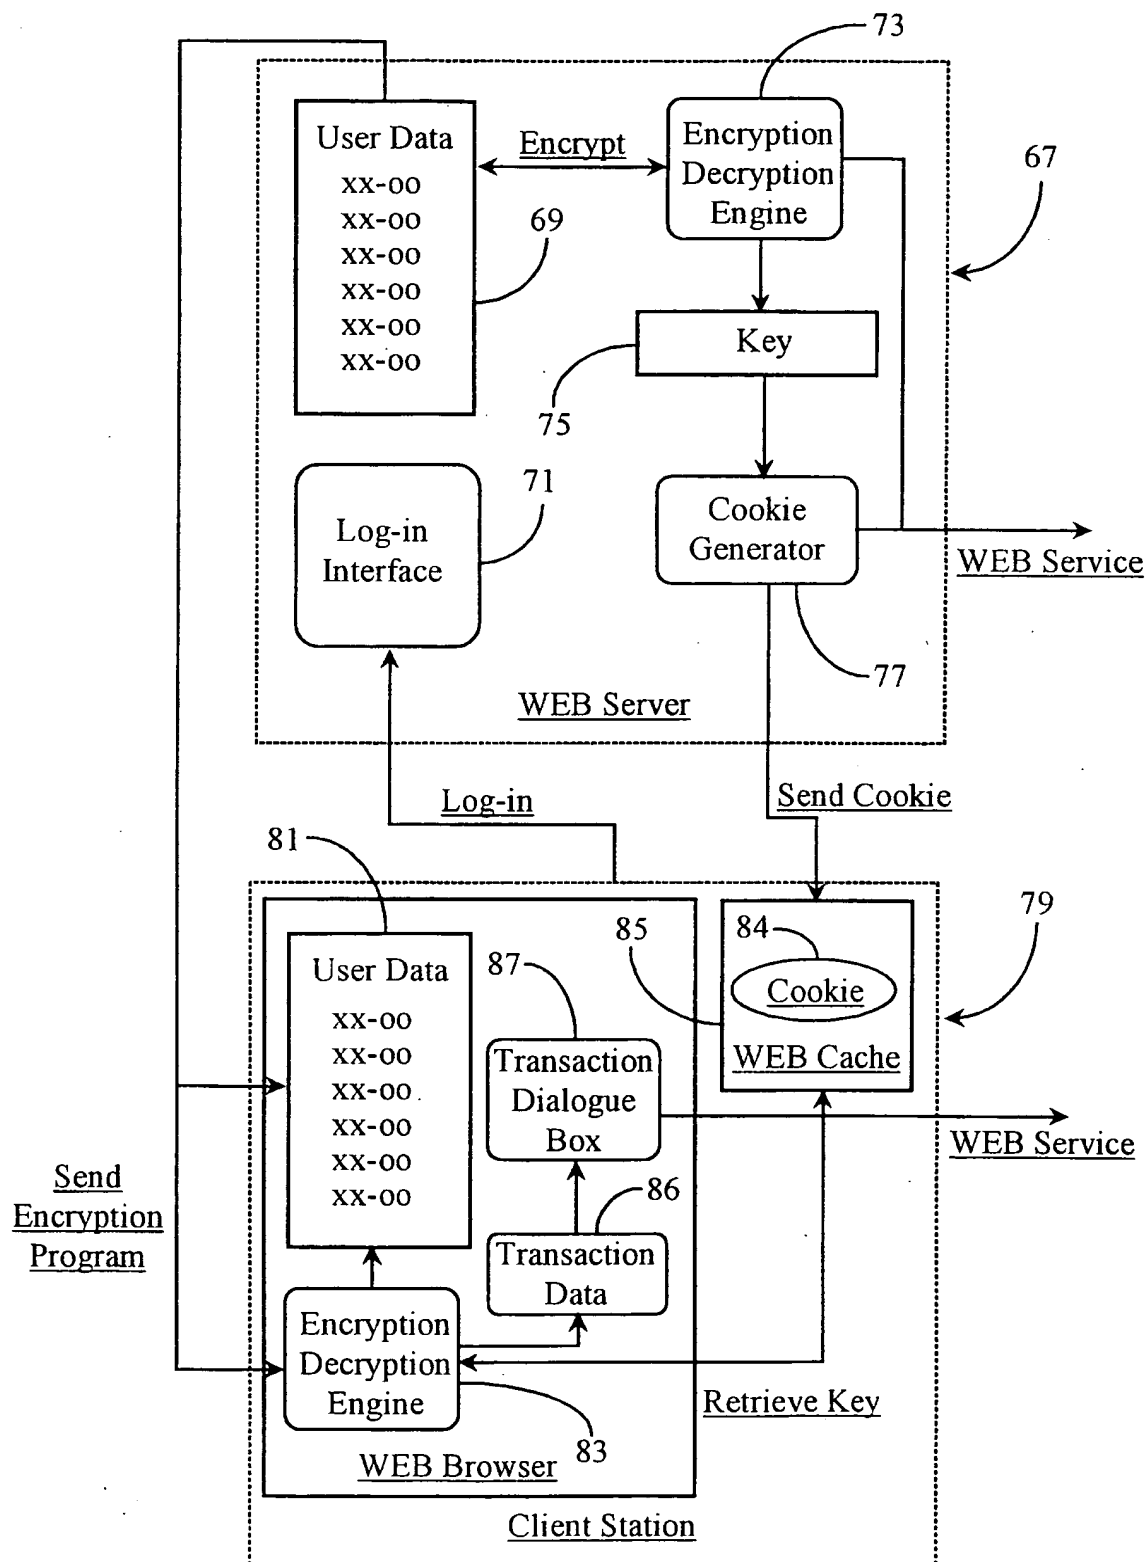 73
User Data
xx-oo
xx-oo
xx-oo
xx-oo
xx-oo
xx-oo
Encrypt
Encryption
Decryption
Engine
67
69
Key
75
71
Log-in
Interface
Cookie
Generator
WEB Service
77
WEB Server
Log-in
Send Cookie
81
79
85
84
Cookie
WEB Cache
User Data
xx-oo
xx-oo
xx-oo
xx-oo
xx-oo
xx-oo
87
Transaction
Dialogue
Box
WEB Service
Send
Encryption
Program
86
Transaction
Data
Encryption
Decryption
Engine
Retrieve Key
83
WEB Browser
Client Station